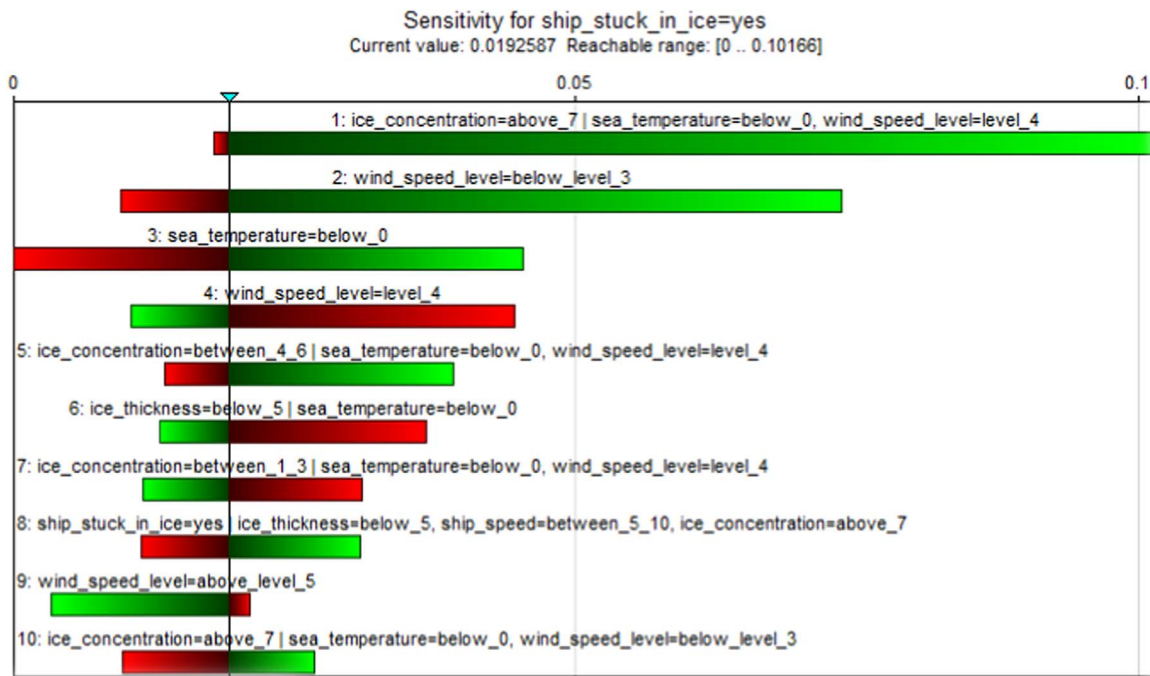 Sensitivity for ship_stuck_in_ice=yes
Current value: 0.0192587 Reachable range: [0 .. 0.10166]
0 0.05 0.1
1: ice_concentration=above_7 | sea_temperature=below_0, wind_speed_level=level_4
2: wind_speed_level=below_level_3
3: sea_temperature=below_0
4: wind_speed_level=level_4
5: ice_concentration=between_4_6 | sea_temperature=below_0, wind_speed_level=level_4
6: ice_thickness=below_5 | sea_temperature=below_0
7: ice_concentration=between_1_3 | sea_temperature=below_0, wind_speed_level=level_4
8: ship_stuck_in_ice=yes | ice_thickness=below_5, ship_speed=between_5_10, ice_concentration=above_7
9: wind_speed_level=above_level_5
10: ice_concentration=above_7 | sea_temperature=below_0, wind_speed_level=below_level_3